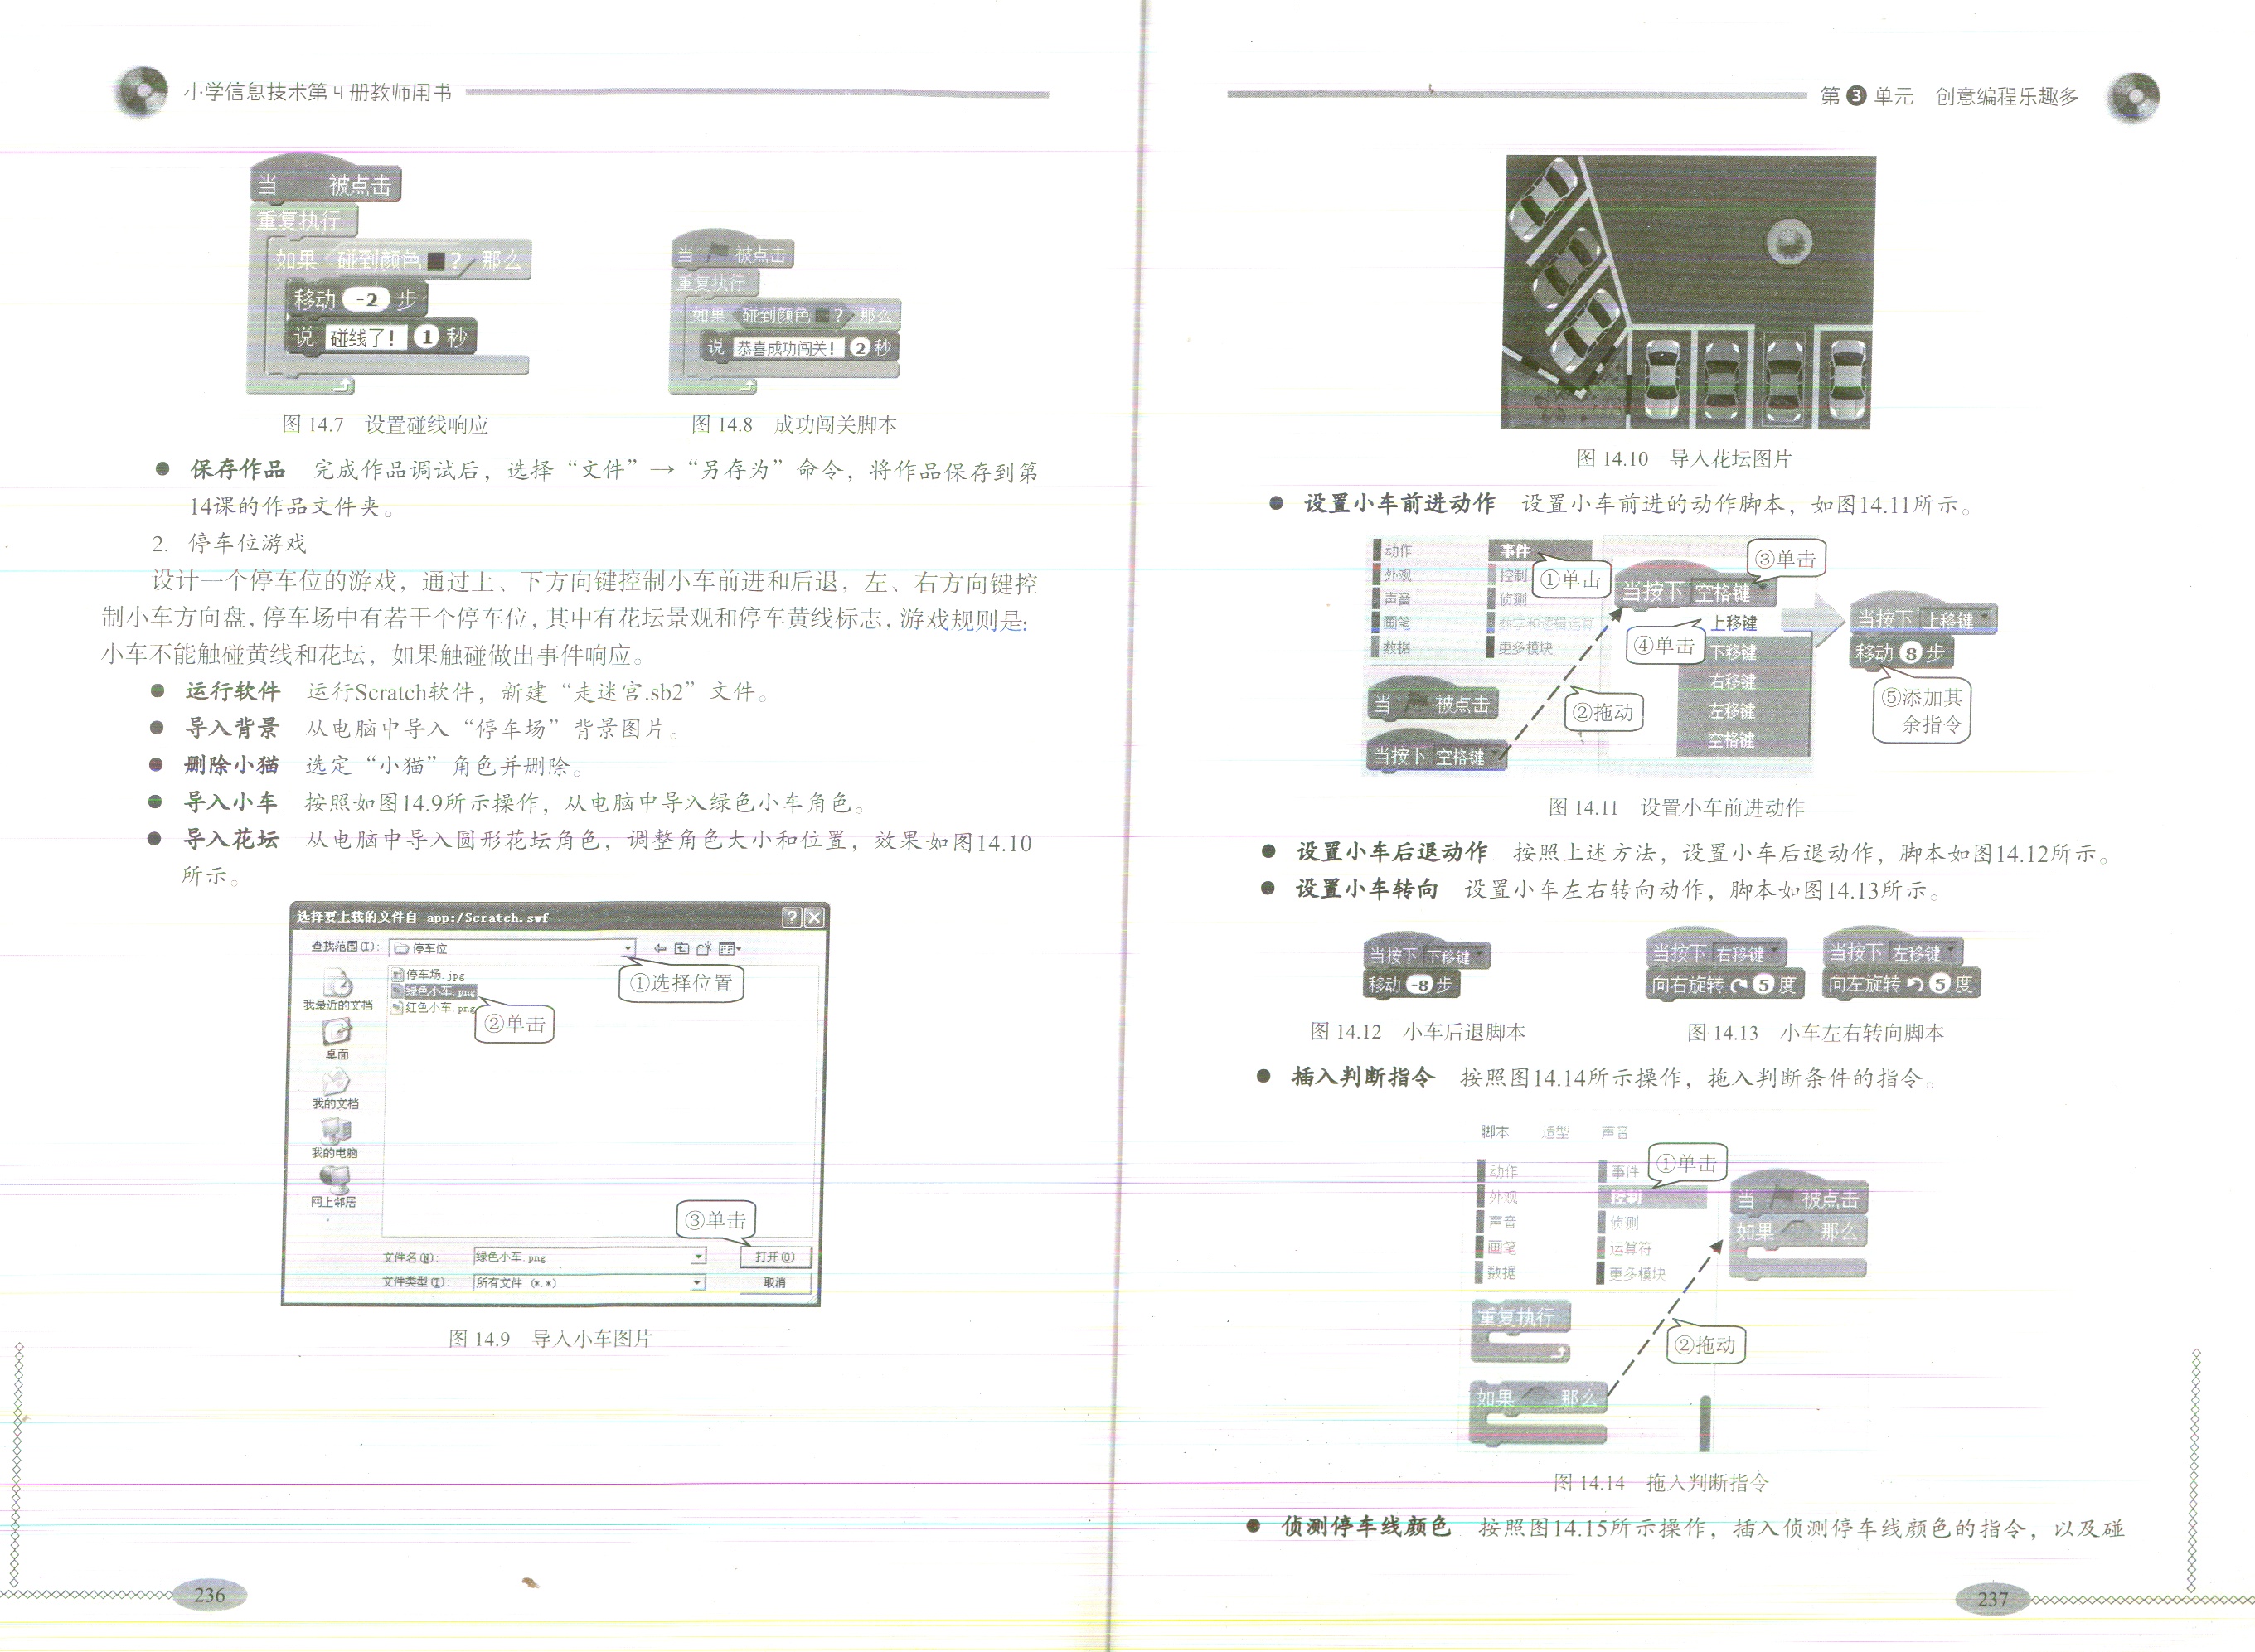 小学信息技术第4册教师用书
当 被点击
重复执行
如果 碰到颜色 ? 那么
移动 -2 步
说 碰线了! 1 秒
图 14.7 设置碰线响应
当 被点击
重复执行
如果 碰到颜色 ? 那么
说 恭喜成功闯关! 2 秒
图 14.8 成功闯关脚本
● 保存作品 完成作品调试后，选择“文件”→“另存为”命令，将作品保存到第
14课的作品文件夹。
2. 停车位游戏
设计一个停车位的游戏，通过上、下方向键控制小车前进和后退，左、右方向键控
制小车方向盘，停车场中有若干个停车位，其中有花坛景观和停车黄线标志，游戏规则是：
小车不能触碰黄线和花坛，如果触碰做出事件响应。
● 运行软件 运行Scratch软件，新建“走迷宫.sb2”文件。
● 导入背景 从电脑中导入“停车场”背景图片。
● 删除小猫 选定“小猫”角色并删除。
● 导入小车 按照如图14.9所示操作，从电脑中导入绿色小车角色。
● 导入花坛 从电脑中导入圆形花坛角色，调整角色大小和位置，效果如图14.10
所示。
选择要上载的文件自 app:/Scratch.swf
查找范围(I): 停车位
停车场.jpg
绿色小车.png
红色小车.png
①选择位置
②单击
我最近的文档
桌面
我的文档
我的电脑
网上邻居
③单击
文件名(N): 绿色小车.png 打开(O)
文件类型(T): 所有文件 (*.*) 取消
图 14.9 导入小车图片
236
第3单元 创意编程乐趣多
图 14.10 导入花坛图片
● 设置小车前进动作 设置小车前进的动作脚本，如图14.11所示。
动作 事件
外观 控制
声音 侦测
画笔 数字和逻辑运算
数据 更多模块
①单击
当 被点击
当按下 空格键
②拖动
③单击
当按下 空格键
④单击
上移键
下移键
右移键
左移键
空格键
当按下 上移键
移动 8 步
⑤添加其
余指令
图 14.11 设置小车前进动作
● 设置小车后退动作 按照上述方法，设置小车后退动作，脚本如图14.12所示。
● 设置小车转向 设置小车左右转向动作，脚本如图14.13所示。
当按下 下移键
移动 -8 步
图 14.12 小车后退脚本
当按下 右移键
向右旋转 5 度
当按下 左移键
向左旋转 5 度
图 14.13 小车左右转向脚本
● 插入判断指令 按照图14.14所示操作，拖入判断条件的指令。
脚本 造型 声音
动作 事件
外观 控制
声音 侦测
画笔 运算符
数据 更多模块
①单击
重复执行
如果 那么
②拖动
当 被点击
如果 那么
图 14.14 拖入判断指令
● 侦测停车线颜色 按照图14.15所示操作，插入侦测停车线颜色的指令，以及碰
237